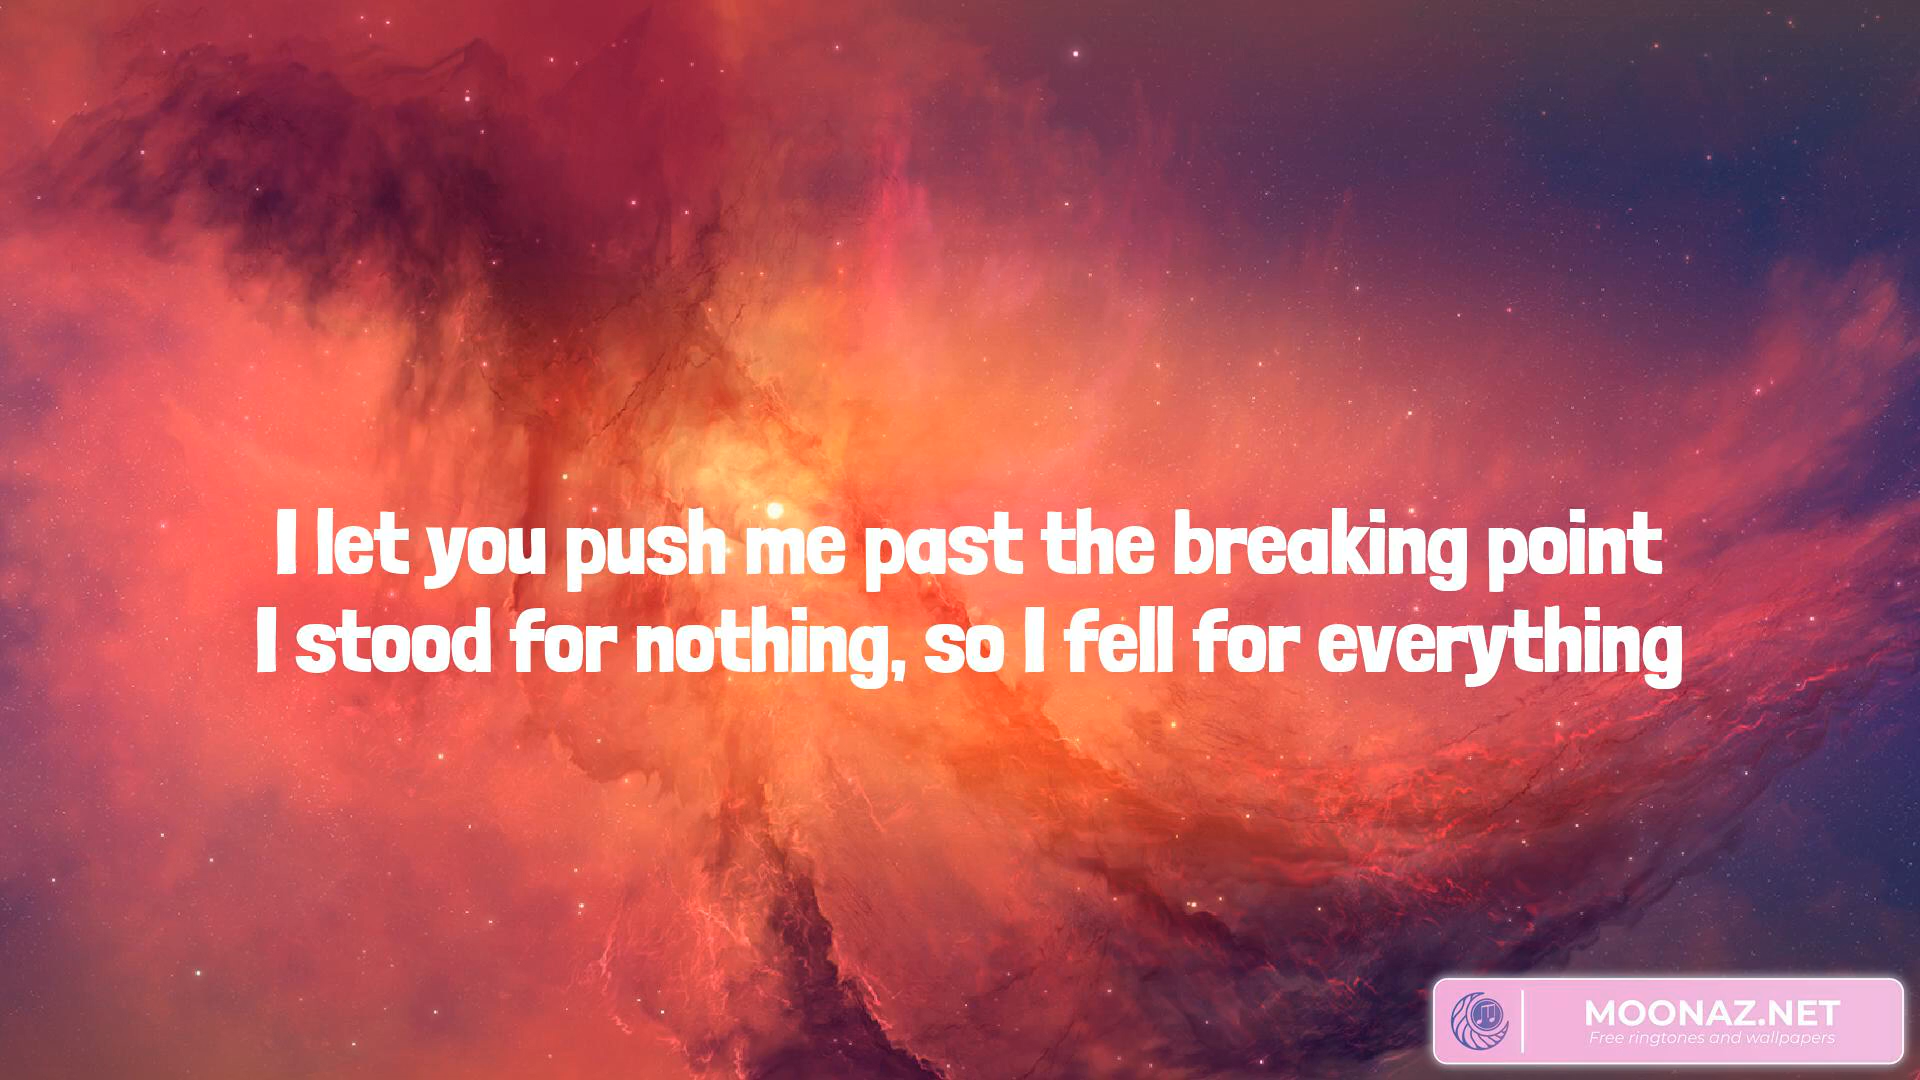 I let you push me past the breaking point
I stood for nothing, so I fell for everything
MOONAZ.NET
Free ringtones and wallpapers